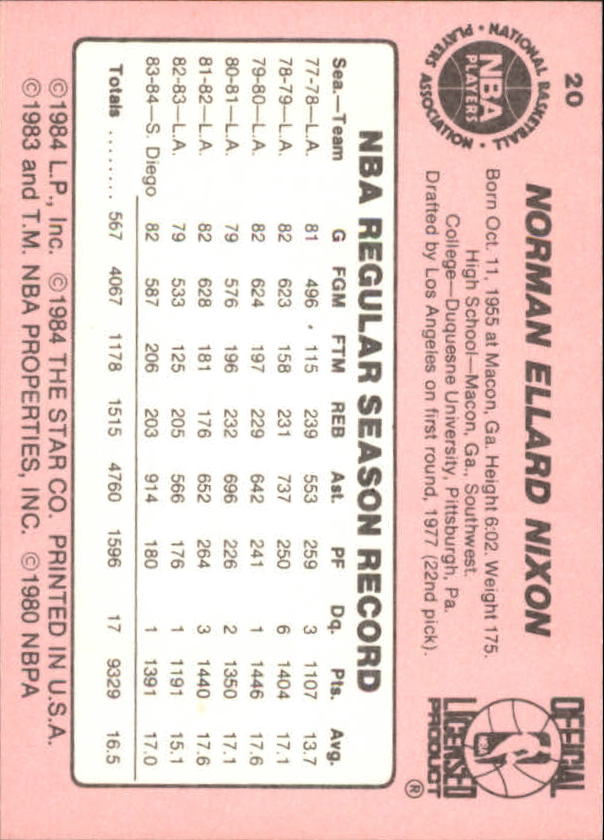 20
NATIONAL BASKETBALL
NBA
PLAYERS
PLAYERS ASSOCIATION
NORMAN ELLARD NIXON
Born Oct. 11, 1955 at Macon, Ga. Height 6:02. Weight 175.
High School—Macon, Ga., Southwest.
College—Duquesne University, Pittsburgh, Pa.
Drafted by Los Angeles on first round, 1977 (22nd pick).
OFFICIAL
LICENSED
PRODUCT
®
NBA REGULAR SEASON RECORD
Sea.—Team G FGM FTM REB Ast. PF Dq. Pts. Avg.
77-78—L.A. 81 496 115 239 553 259 3 1107 13.7
78-79—L.A. 82 623 158 231 737 250 6 1404 17.1
79-80—L.A. 82 624 197 229 642 241 1 1446 17.6
80-81—L.A. 79 576 196 232 696 226 2 1350 17.1
81-82—L.A. 82 628 181 176 652 264 3 1440 17.6
82-83—L.A. 79 533 125 205 566 176 1 1191 15.1
83-84—S. Diego 82 587 206 203 914 180 1 1391 17.0
Totals ........ 567 4067 1178 1515 4760 1596 17 9329 16.5
©1984 L.P., Inc. ©1984 THE STAR CO. PRINTED IN U.S.A.
©1983 and T.M. NBA PROPERTIES, INC. ©1980 NBPA